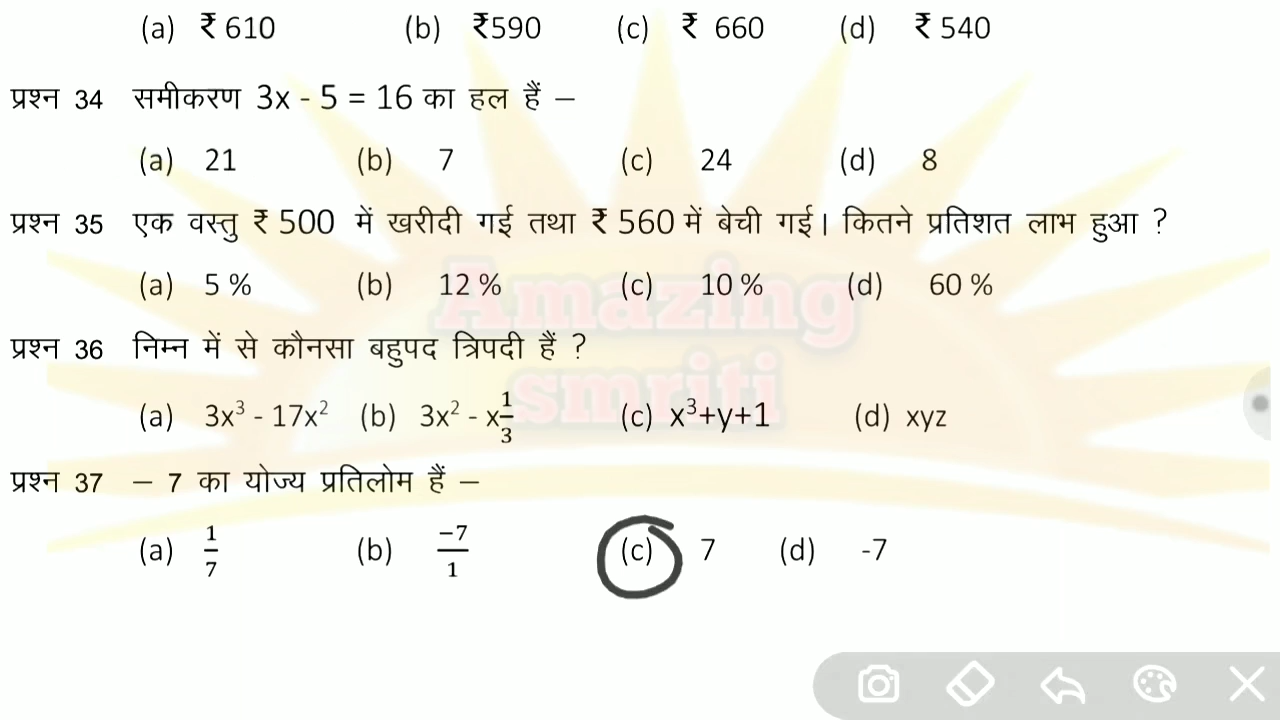 (a) ₹ 610 (b) ₹590 (c) ₹ 660 (d) ₹ 540
प्रश्न 34 समीकरण 3x - 5 = 16 का हल हैं –
(a) 21 (b) 7 (c) 24 (d) 8
प्रश्न 35 एक वस्तु ₹ 500 में खरीदी गई तथा ₹ 560 में बेची गई। कितने प्रतिशत लाभ हुआ ?
(a) 5 % (b) 12 % (c) 10 % (d) 60 %
प्रश्न 36 निम्न में से कौनसा बहुपद त्रिपदी हैं ?
(a) 3x³ - 17x² (b) 3x² - x1/3 (c) x³+y+1 (d) xyz
प्रश्न 37 – 7 का योज्य प्रतिलोम हैं –
(a) 1/7 (b) −7/1 (c) 7 (d) -7
Amazing
smriti